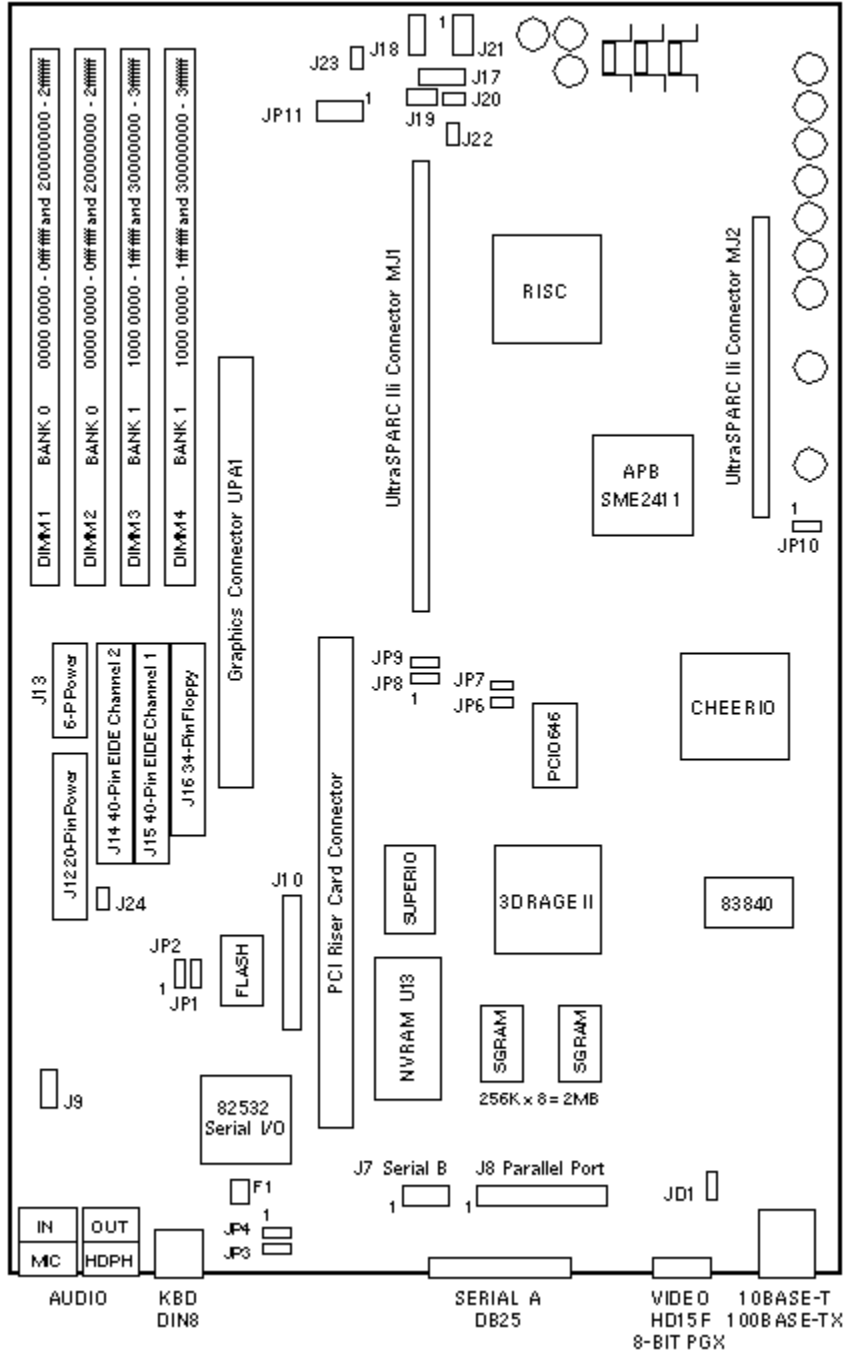 J18
1
J21
J23
J17
JP11
1
J19
J20
J22
DIMM1 BANK 0 0000 0000 - 0fffffff and 20000000 - 2fffffff
DIMM2 BANK 0 0000 0000 - 0fffffff and 20000000 - 2fffffff
DIMM3 BANK 1 1000 0000 - 1fffffff and 30000000 - 3fffffff
DIMM4 BANK 1 1000 0000 - 1fffffff and 30000000 - 3fffffff
Graphics Connector UPA1
UltraSPARC IIi Connector MJ1
RISC
UltraSPARC IIi Connector MJ2
APB
SME2411
1
JP10
J13
6-P Power
J12 20-Pin Power
J14 40-Pin EIDE Channel 2
J15 40-Pin EIDE Channel 1
J16 34-Pin Floppy
PCI Riser Card Connector
JP9
JP8
1
JP7
JP6
PCIO646
CHEERIO
J24
J10
SUPERIO
3DRAGE II
83840
JP2
1
JP1
FLASH
NVRAM U13
SGRAM
SGRAM
256K x 8 = 2MB
J9
82532
Serial I/O
F1
J7 Serial B
1
J8 Parallel Port
1
JD1
1
JP4
JP3
IN
OUT
MIC
HDPH
AUDIO
KBD
DIN8
SERIAL A
DB25
VIDEO
HD15F
8-BIT PGX
10BASE-T
100BASE-TX